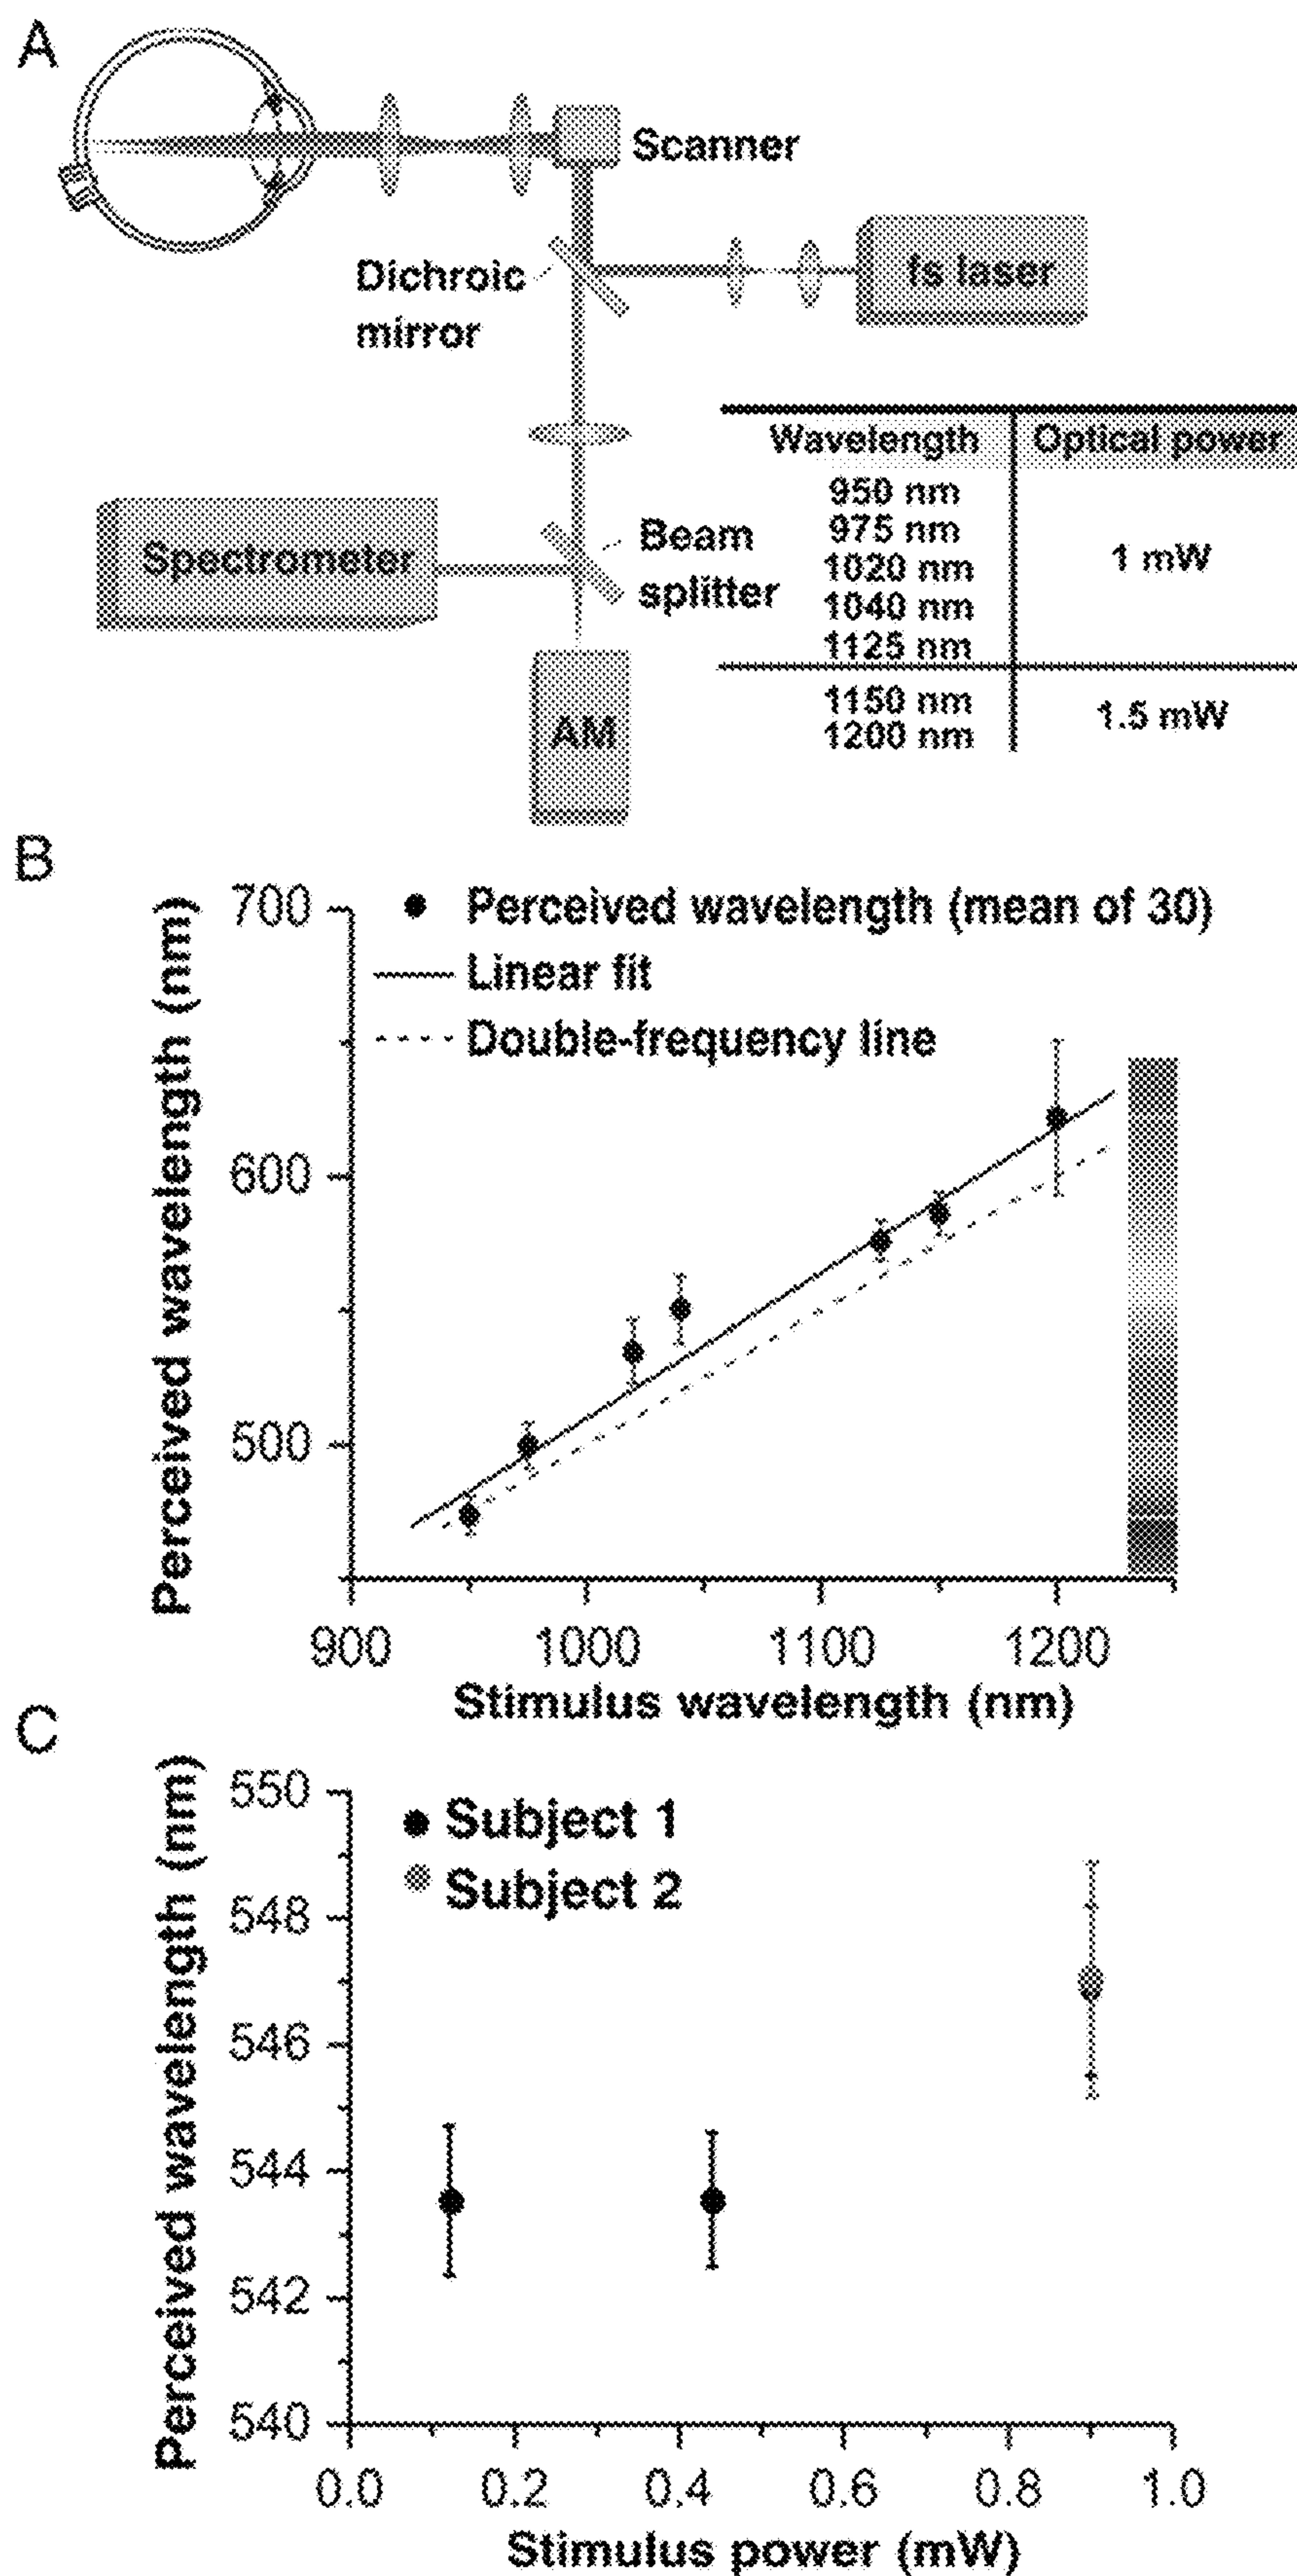 A
Scanner
fs laser
Dichroic
mirror
Wavelength Optical power
950 nm
975 nm
1020 nm
1040 nm
1125 nm
1 mW
1150 nm
1200 nm
1.5 mW
Spectrometer
Beam
splitter
AM
B
Perceived wavelength (nm)
700
600
500
Perceived wavelength (mean of 30)
Linear fit
Double-frequency line
900 1000 1100 1200
Stimulus wavelength (nm)
C
Perceived wavelength (nm)
550
548
546
544
542
540
Subject 1
Subject 2
0.0 0.2 0.4 0.6 0.8 1.0
Stimulus power (mW)